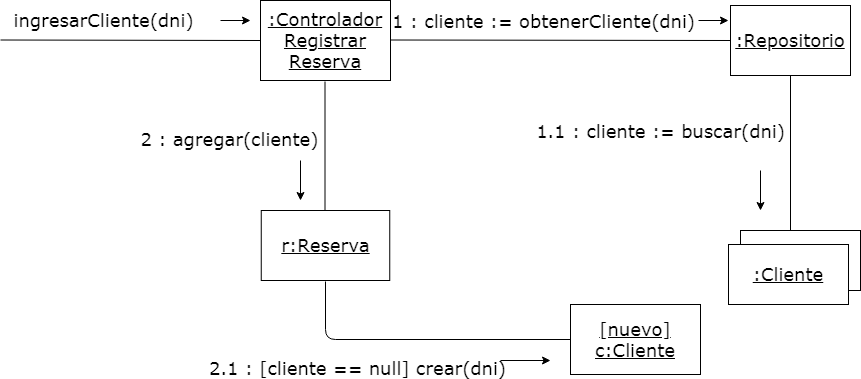 ingresarCliente(dni)
:Controlador
Registrar
Reserva
1 : cliente := obtenerCliente(dni)
:Repositorio
2 : agregar(cliente)
1.1 : cliente := buscar(dni)
r:Reserva
:Cliente
[nuevo]
c:Cliente
2.1 : [cliente == null] crear(dni)